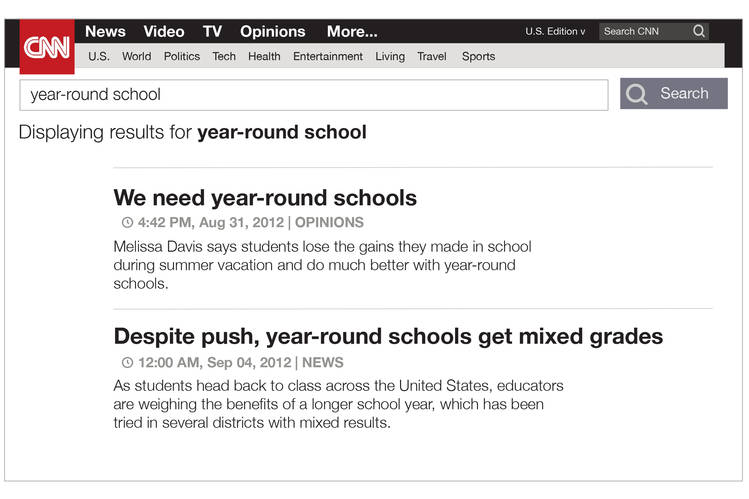 CNN
News Video TV Opinions More...
U.S. Edition v
Search CNN
U.S. World Politics Tech Health Entertainment Living Travel Sports
year-round school
Search
Displaying results for year-round school
We need year-round schools
4:42 PM, Aug 31, 2012 | OPINIONS
Melissa Davis says students lose the gains they made in school
during summer vacation and do much better with year-round
schools.
Despite push, year-round schools get mixed grades
12:00 AM, Sep 04, 2012 | NEWS
As students head back to class across the United States, educators
are weighing the benefits of a longer school year, which has been
tried in several districts with mixed results.